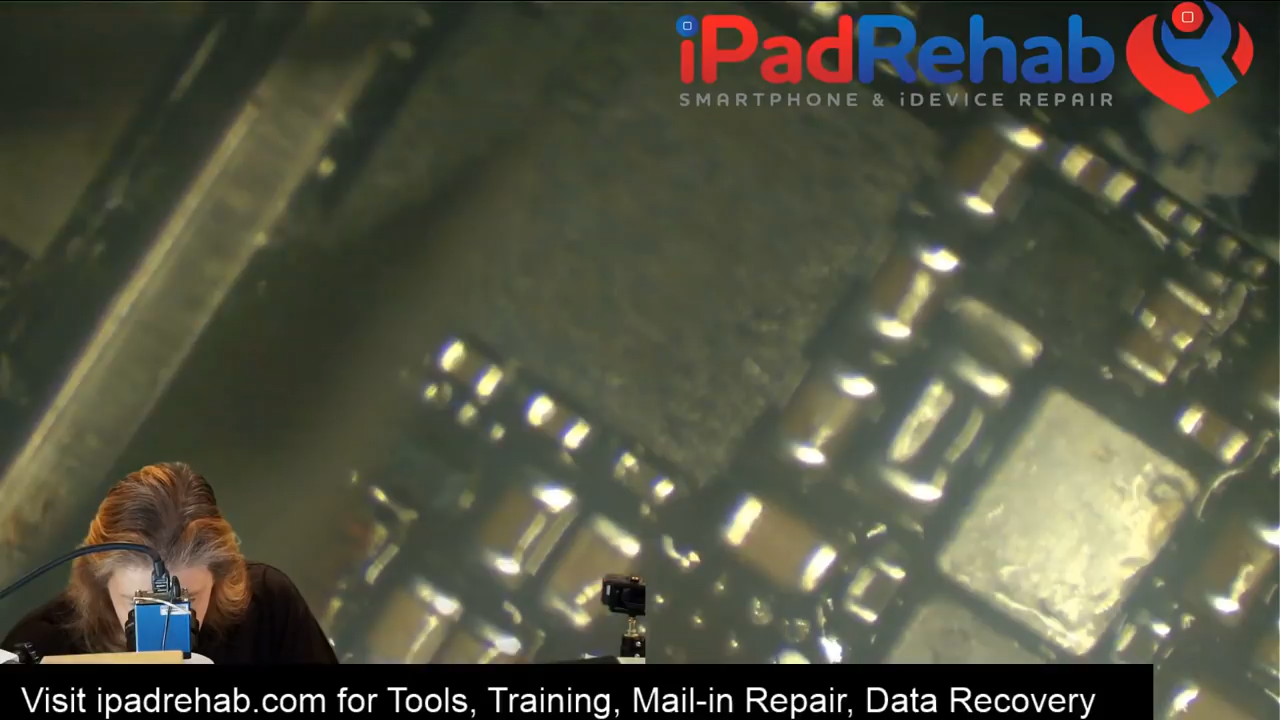 iPadRehab
SMARTPHONE & iDEVICE REPAIR
Visit ipadrehab.com for Tools, Training, Mail-in Repair, Data Recovery